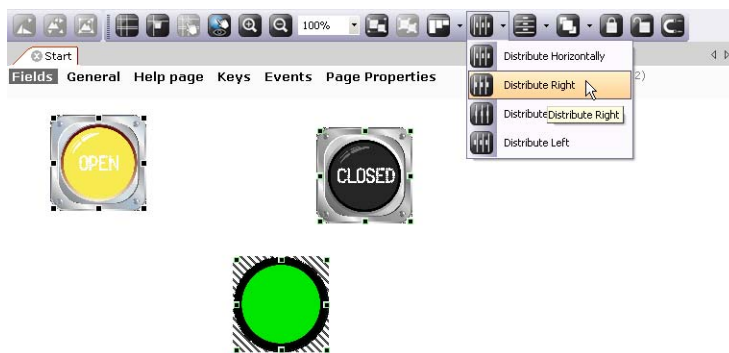 100%
Start
Distribute Horizontally
Fields General Help page Keys Events Page Properties
2)
Distribute Right
Distribute
Distribute Right
Distribute Left
OPEN
CLOSED